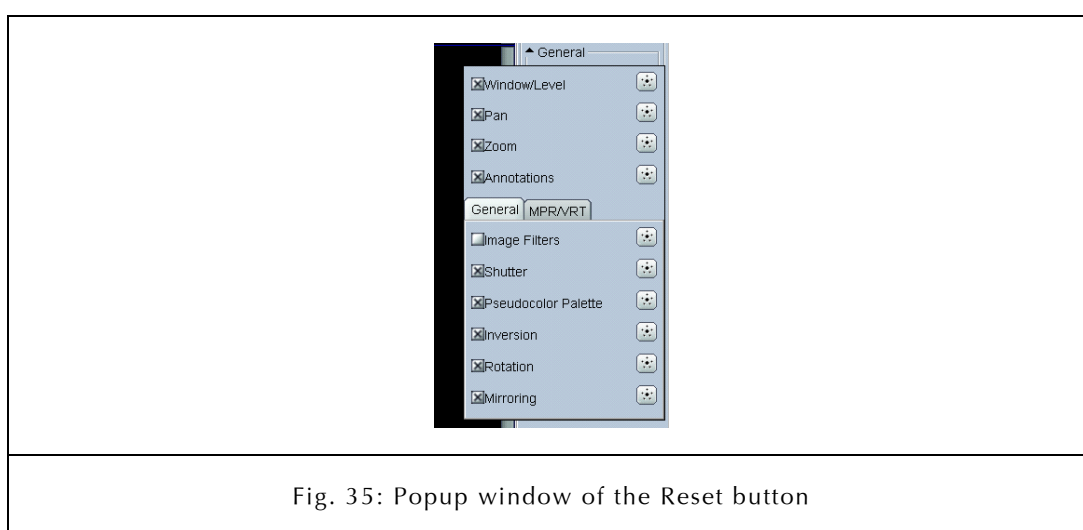 General
Window/Level
Pan
Zoom
Annotations
General MPR/VRT
Image Filters
Shutter
Pseudocolor Palette
Inversion
Rotation
Mirroring
Fig. 35: Popup window of the Reset button